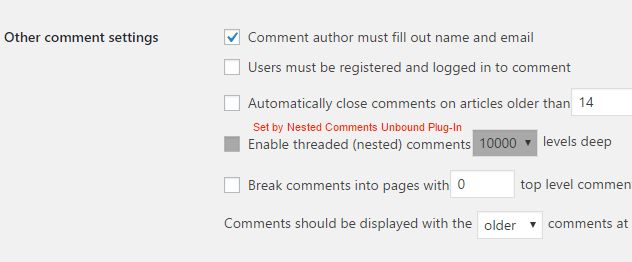 Other comment settings
Comment author must fill out name and email
Users must be registered and logged in to comment
Automatically close comments on articles older than 14
Set by Nested Comments Unbound Plug-In
Enable threaded (nested) comments 10000 levels deep
Break comments into pages with 0 top level commen
Comments should be displayed with the older comments at